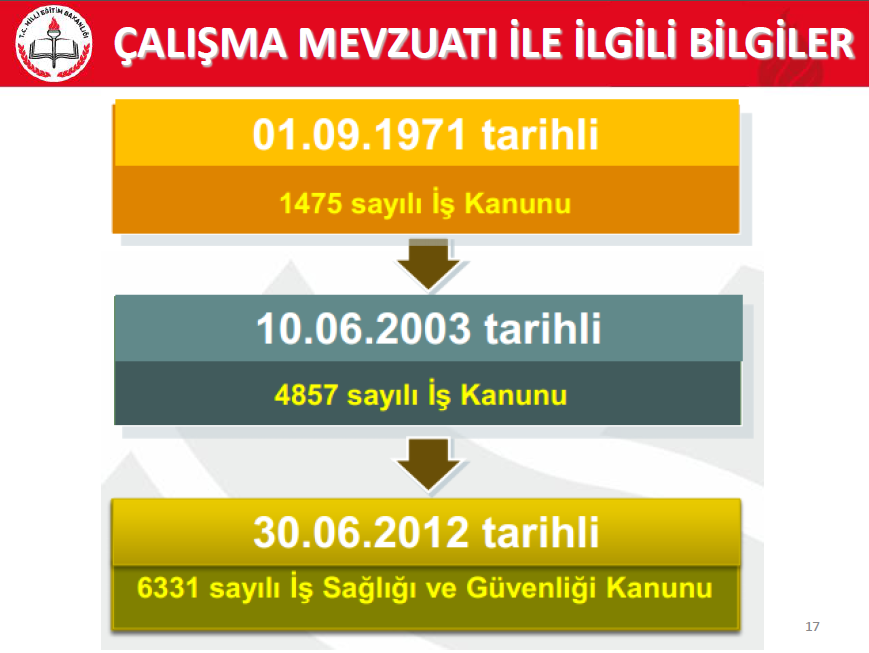 T.C. MİLLÎ EĞİTİM BAKANLIĞI
ÇALIŞMA MEVZUATI İLE İLGİLİ BİLGİLER
01.09.1971 tarihli
1475 sayılı İş Kanunu
10.06.2003 tarihli
4857 sayılı İş Kanunu
30.06.2012 tarihli
6331 sayılı İş Sağlığı ve Güvenliği Kanunu
17